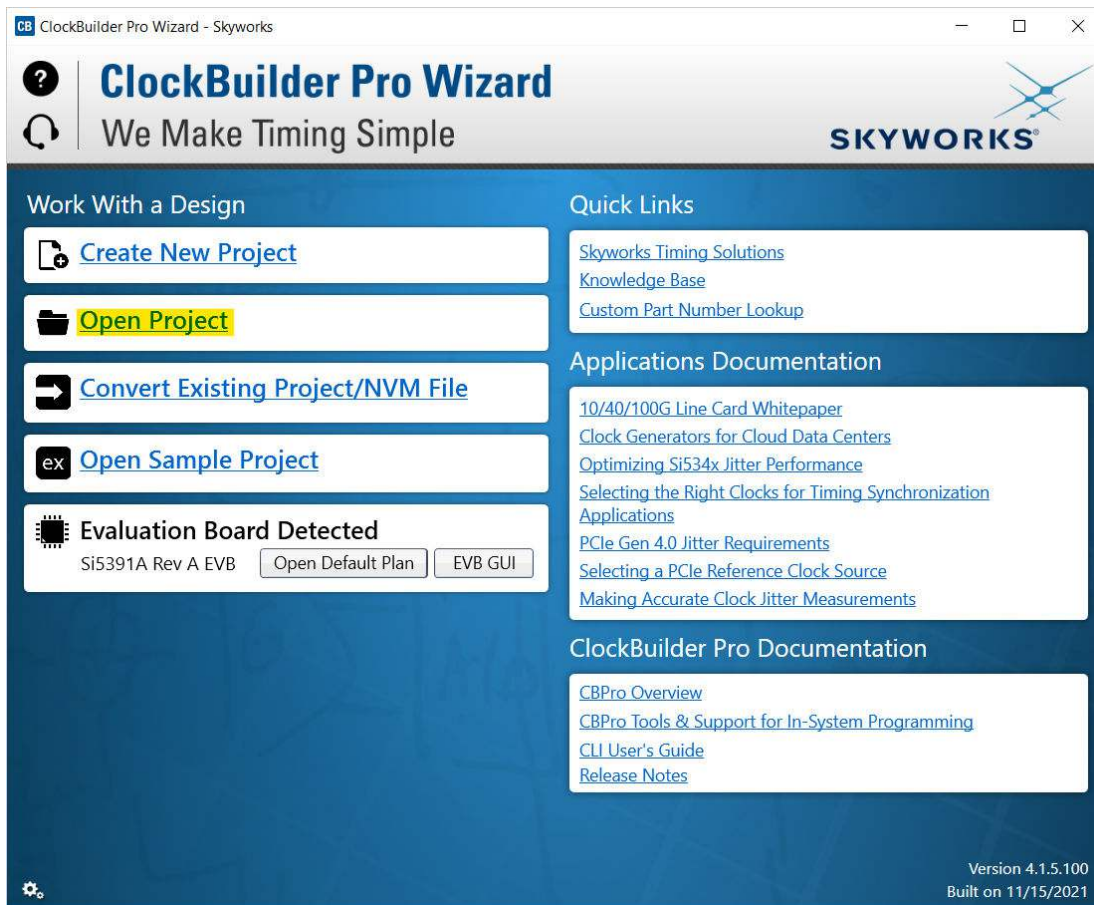 CB ClockBuilder Pro Wizard - Skyworks
?
ClockBuilder Pro Wizard
We Make Timing Simple
SKYWORKS®
Work With a Design
Create New Project
Open Project
Convert Existing Project/NVM File
ex Open Sample Project
Evaluation Board Detected
Si5391A Rev A EVB Open Default Plan EVB GUI
Quick Links
Skyworks Timing Solutions
Knowledge Base
Custom Part Number Lookup
Applications Documentation
10/40/100G Line Card Whitepaper
Clock Generators for Cloud Data Centers
Optimizing Si534x Jitter Performance
Selecting the Right Clocks for Timing Synchronization
Applications
PCIe Gen 4.0 Jitter Requirements
Selecting a PCIe Reference Clock Source
Making Accurate Clock Jitter Measurements
ClockBuilder Pro Documentation
CBPro Overview
CBPro Tools & Support for In-System Programming
CLI User's Guide
Release Notes
Version 4.1.5.100
Built on 11/15/2021